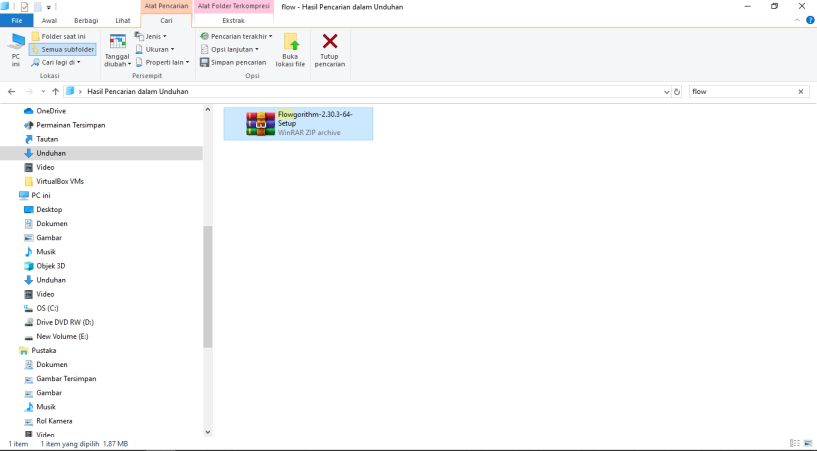 Alat Pencarian
Alat Folder Terkompresi
flow - Hasil Pencarian dalam Unduhan
File
Awal
Berbagi
Lihat
Cari
Ekstrak
PC
ini
Folder saat ini
Semua subfolder
Cari lagi di
Lokasi
Tanggal
diubah
Jenis
Ukuran
Properti lain
Persempit
Pencarian terakhir
Opsi lanjutan
Simpan pencarian
Buka
lokasi file
Opsi
Tutup
pencarian
Hasil Pencarian dalam Unduhan
flow
OneDrive
Permainan Tersimpan
Tautan
Unduhan
Video
VirtualBox VMs
PC ini
Desktop
Dokumen
Gambar
Musik
Objek 3D
Unduhan
Video
OS (C:)
Drive DVD RW (D:)
New Volume (E:)
Pustaka
Dokumen
Gambar Tersimpan
Gambar
Musik
Rol Kamera
Video
Flowgorithm-2.30.3-64-
Setup
WinRAR ZIP archive
1 item
1 item yang dipilih 1.87 MB